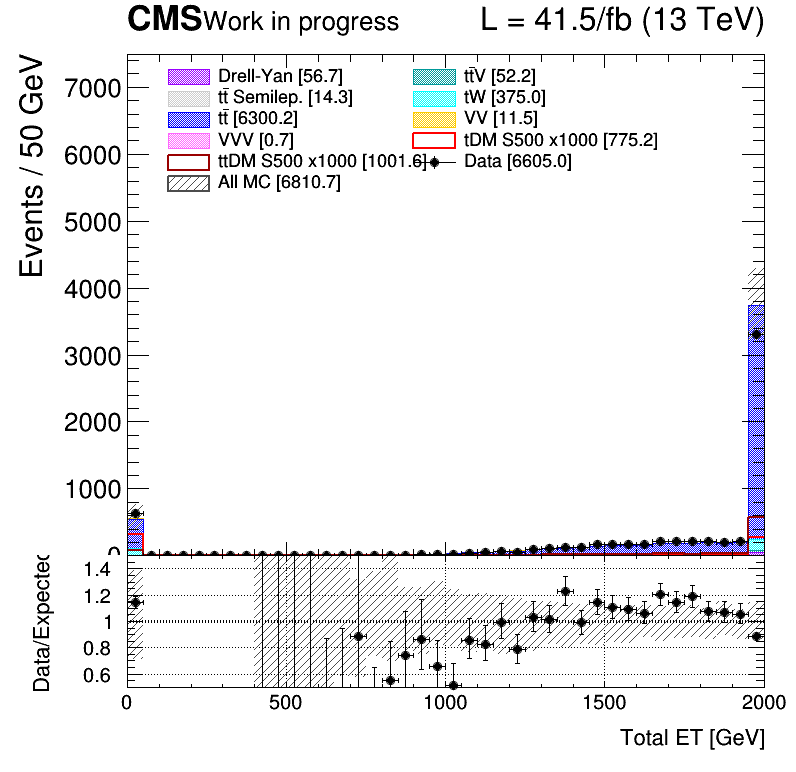 CMS Work in progress L = 41.5/fb (13 TeV)
Events / 50 GeV
7000
6000
5000
4000
3000
2000
1000
0
Drell-Yan [56.7] tt̄V [52.2]
tt̄ Semilep. [14.3] tW [375.0]
tt̄ [6300.2] VV [11.5]
VVV [0.7] tDM S500 x1000 [775.2]
ttDM S500 x1000 [1001.6] Data [6605.0]
All MC [6810.7]
Data/Expected
1.4
1.2
1
0.8
0.6
0 500 1000 1500 2000
Total ET [GeV]